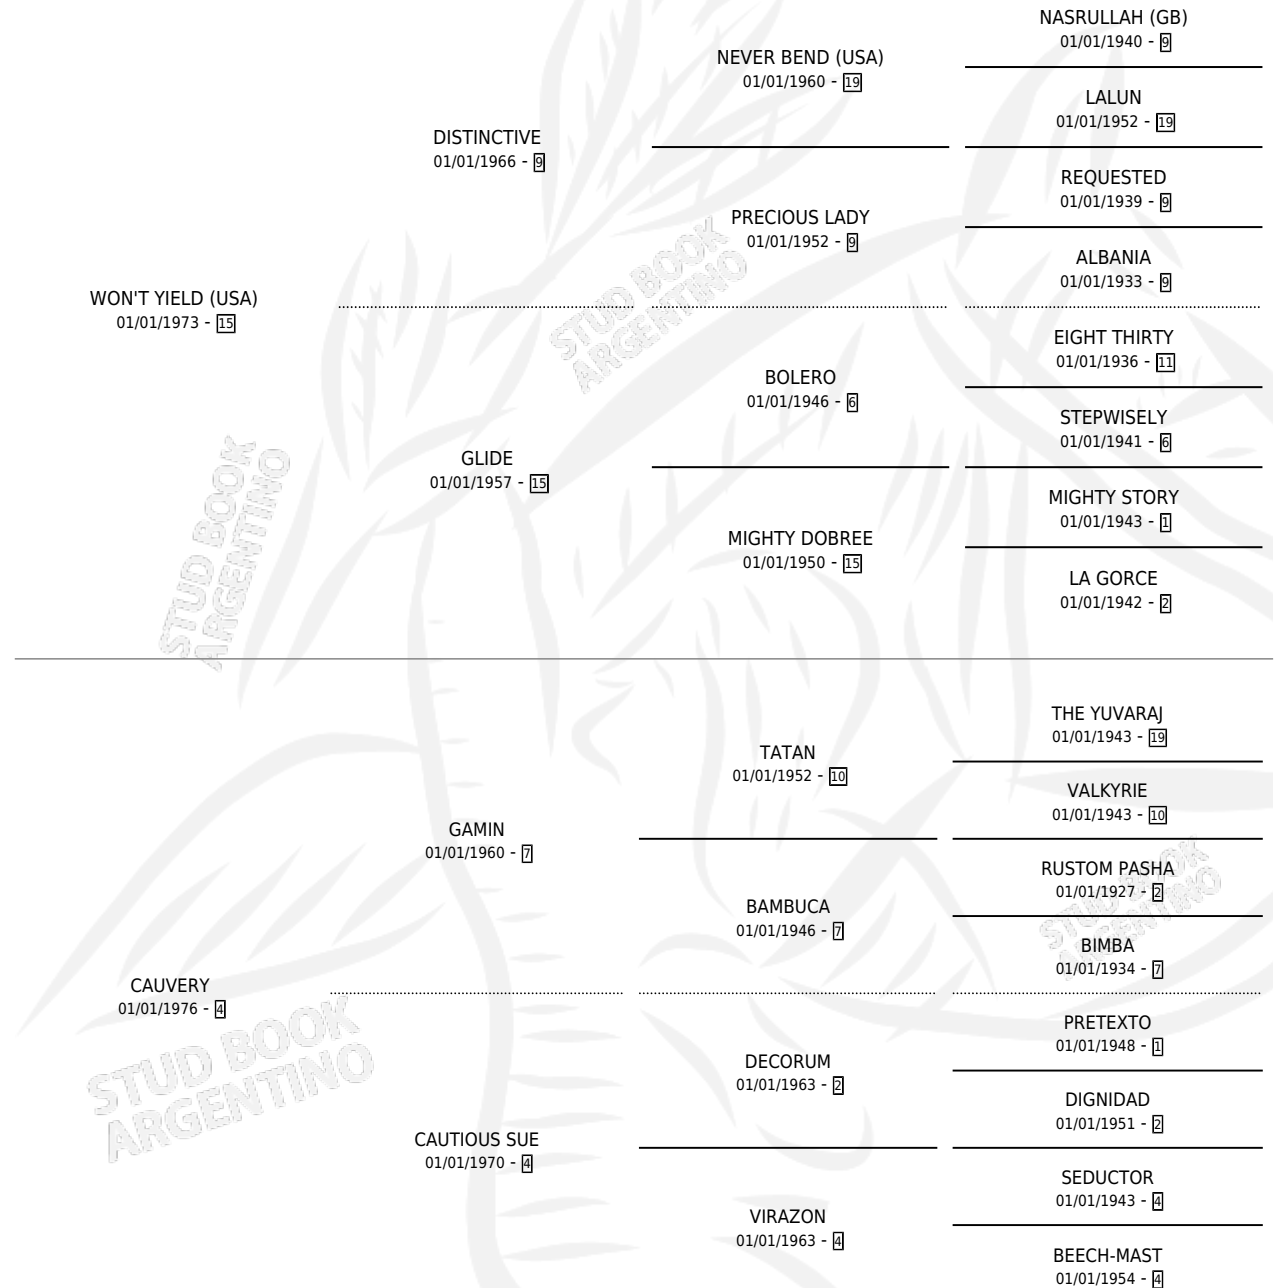 NASRULLAH (GB)
01/01/1940 - 9
NEVER BEND (USA)
01/01/1960 - 19
LALUN
01/01/1952 - 19
DISTINCTIVE
01/01/1966 - 9
REQUESTED
01/01/1939 - 9
PRECIOUS LADY
01/01/1952 - 9
ALBANIA
01/01/1933 - 9
WON'T YIELD (USA)
01/01/1973 - 15
STUD BOOK
ARGENTINO
EIGHT THIRTY
01/01/1936 - 11
BOLERO
01/01/1946 - 6
STEPWISELY
01/01/1941 - 6
GLIDE
01/01/1957 - 15
MIGHTY STORY
01/01/1943 - 1
MIGHTY DOBREE
01/01/1950 - 15
LA GORCE
01/01/1942 - 2
STUD BOOK
ARGENTINO
THE YUVARAJ
01/01/1943 - 19
TATAN
01/01/1952 - 10
VALKYRIE
01/01/1943 - 10
GAMIN
01/01/1960 - 7
RUSTOM PASHA
01/01/1927 - 2
BAMBUCA
01/01/1946 - 7
STUD BOOK
ARGENTINO
BIMBA
01/01/1934 - 7
CAUVERY
01/01/1976 - 4
PRETEXTO
01/01/1948 - 1
DECORUM
01/01/1963 - 2
DIGNIDAD
01/01/1951 - 2
STUD BOOK
ARGENTINO
CAUTIOUS SUE
01/01/1970 - 4
SEDUCTOR
01/01/1943 - 4
VIRAZON
01/01/1963 - 4
BEECH-MAST
01/01/1954 - 4